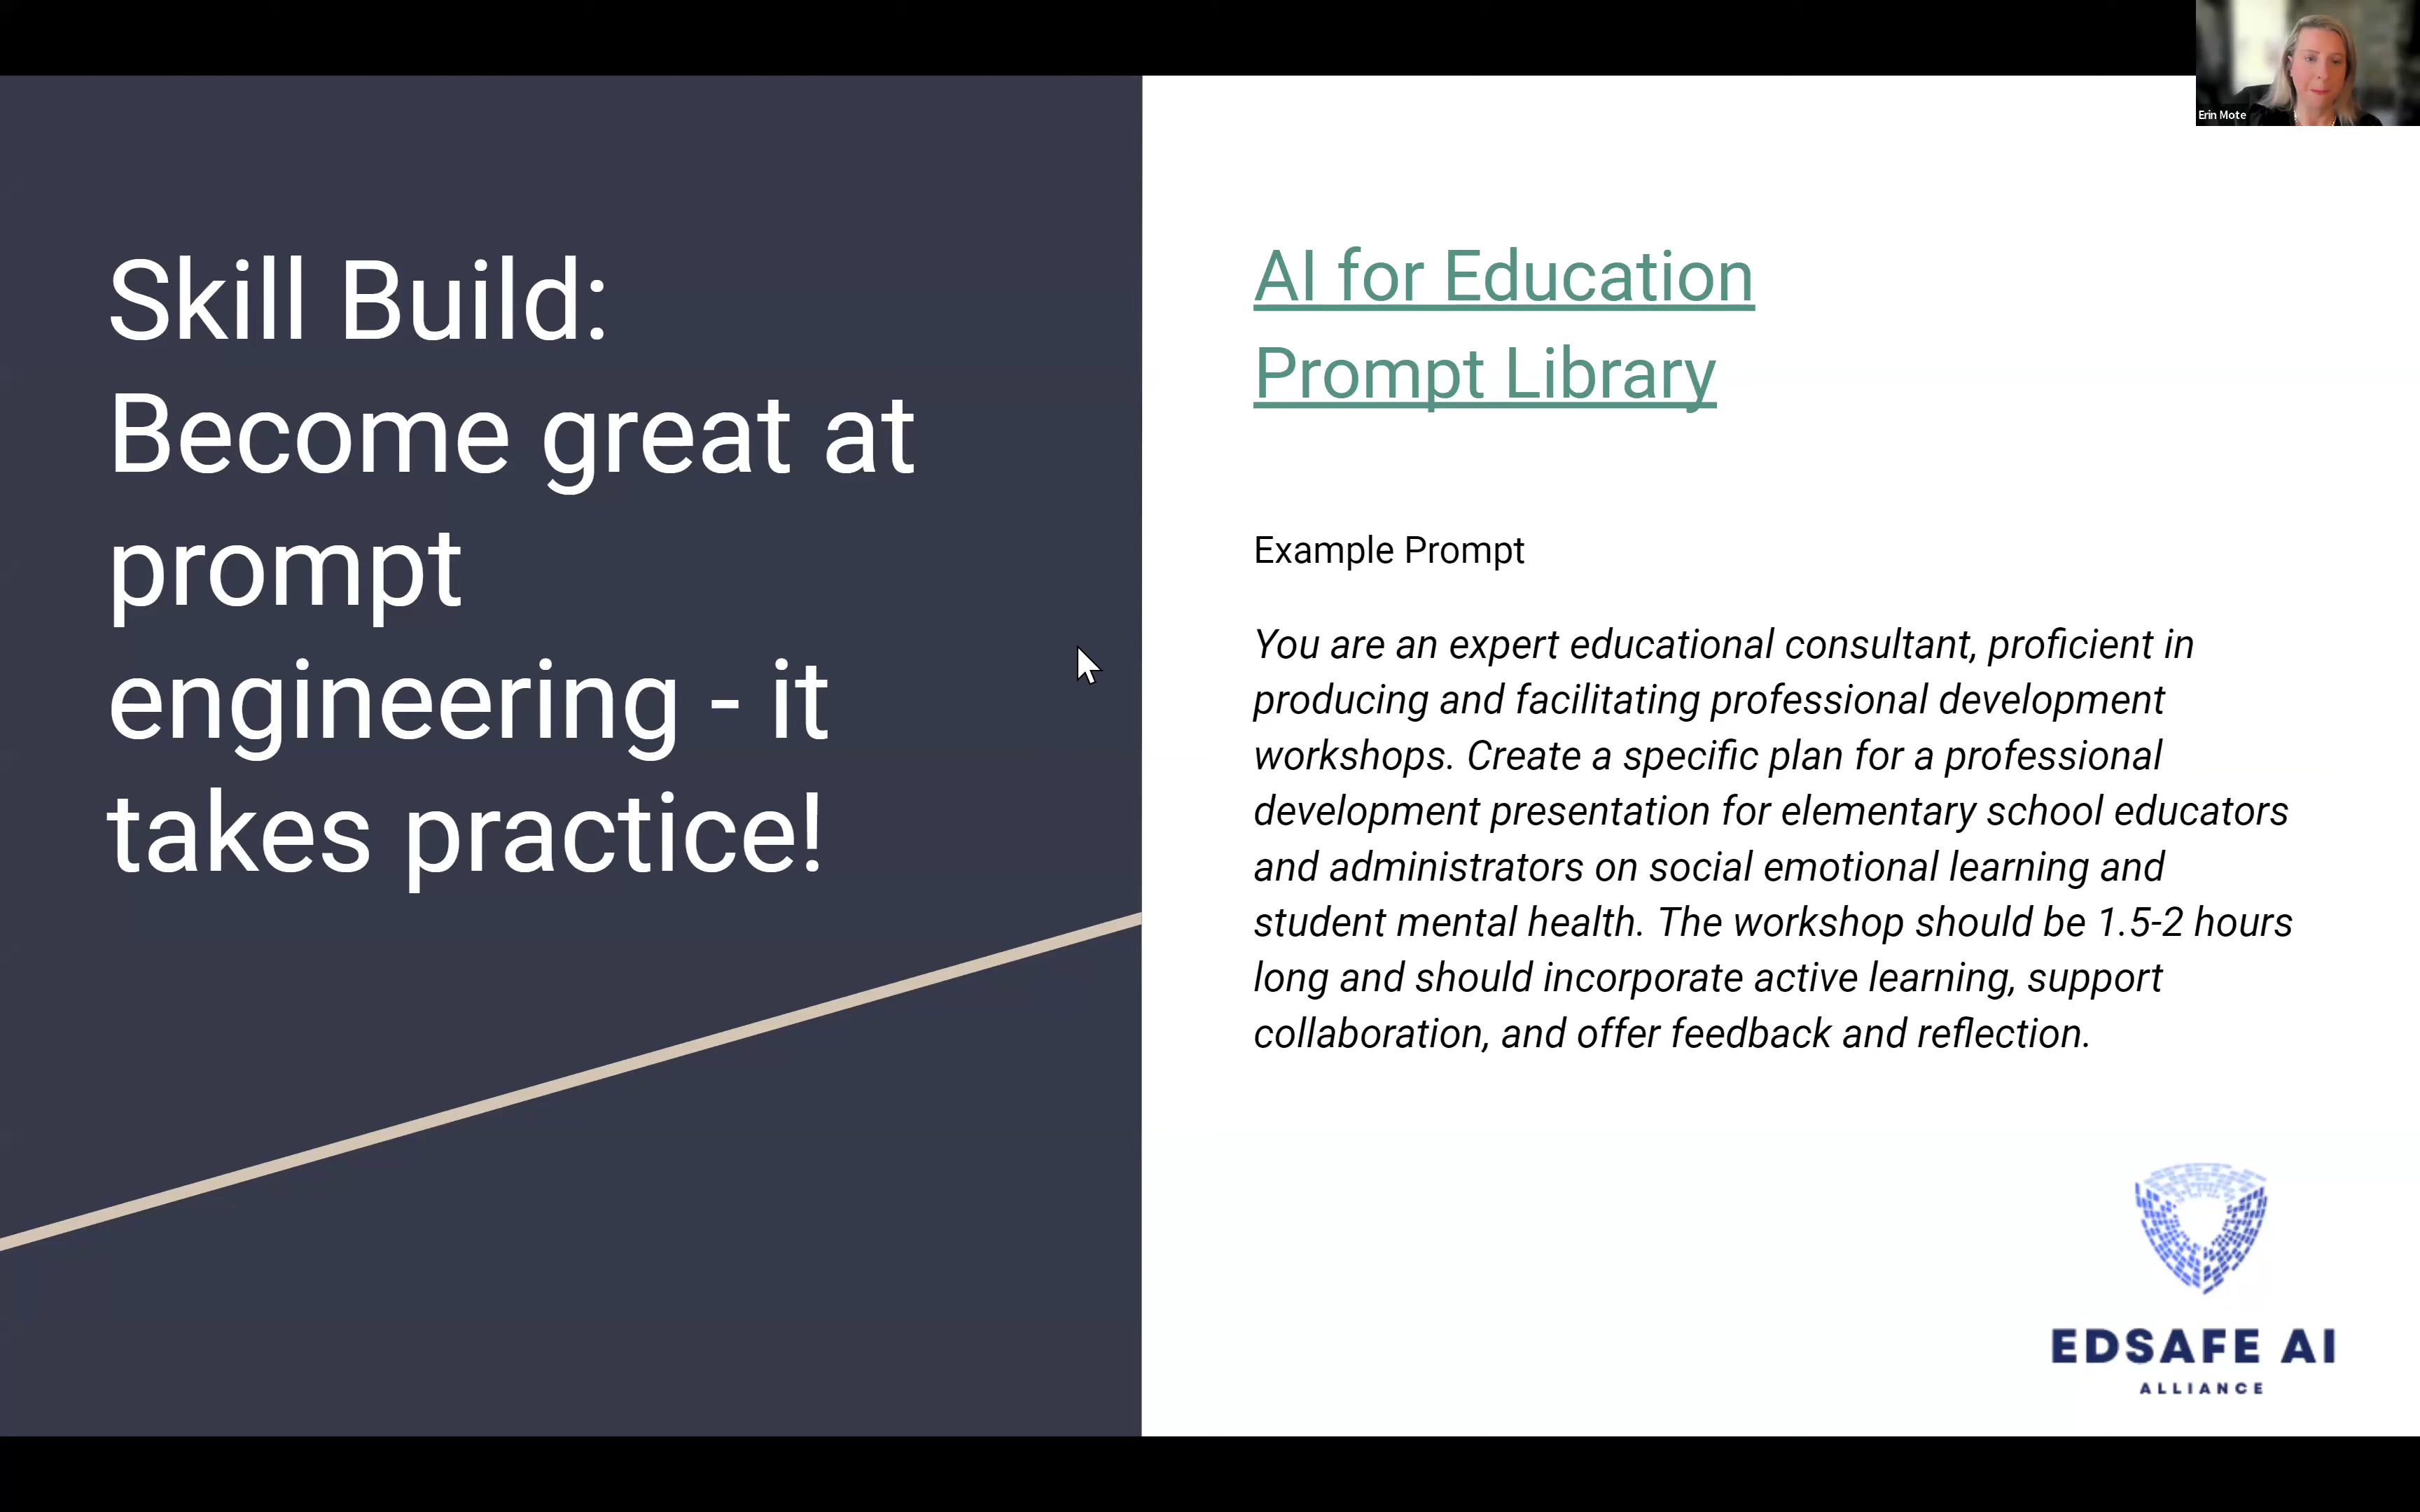 Erin Mote
Skill Build:
Become great at
prompt
engineering - it
takes practice!
AI for Education
Prompt Library
Example Prompt
You are an expert educational consultant, proficient in
producing and facilitating professional development
workshops. Create a specific plan for a professional
development presentation for elementary school educators
and administrators on social emotional learning and
student mental health. The workshop should be 1.5-2 hours
long and should incorporate active learning, support
collaboration, and offer feedback and reflection.
EDSAFE AI
ALLIANCE